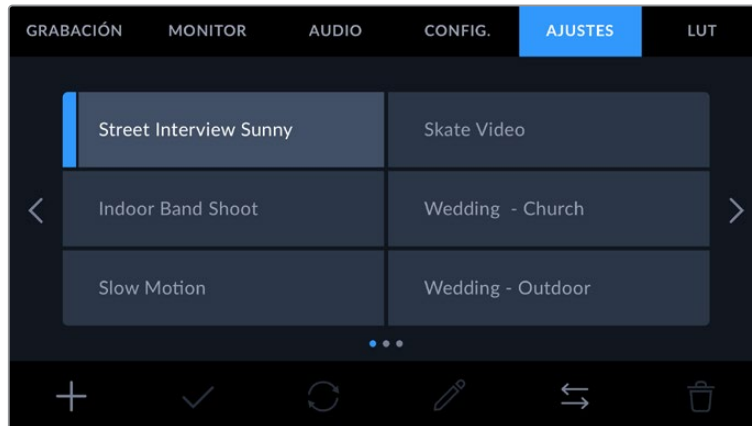 GRABACIÓN MONITOR AUDIO CONFIG. AJUSTES LUT
Street Interview Sunny Skate Video
Indoor Band Shoot Wedding - Church
Slow Motion Wedding - Outdoor